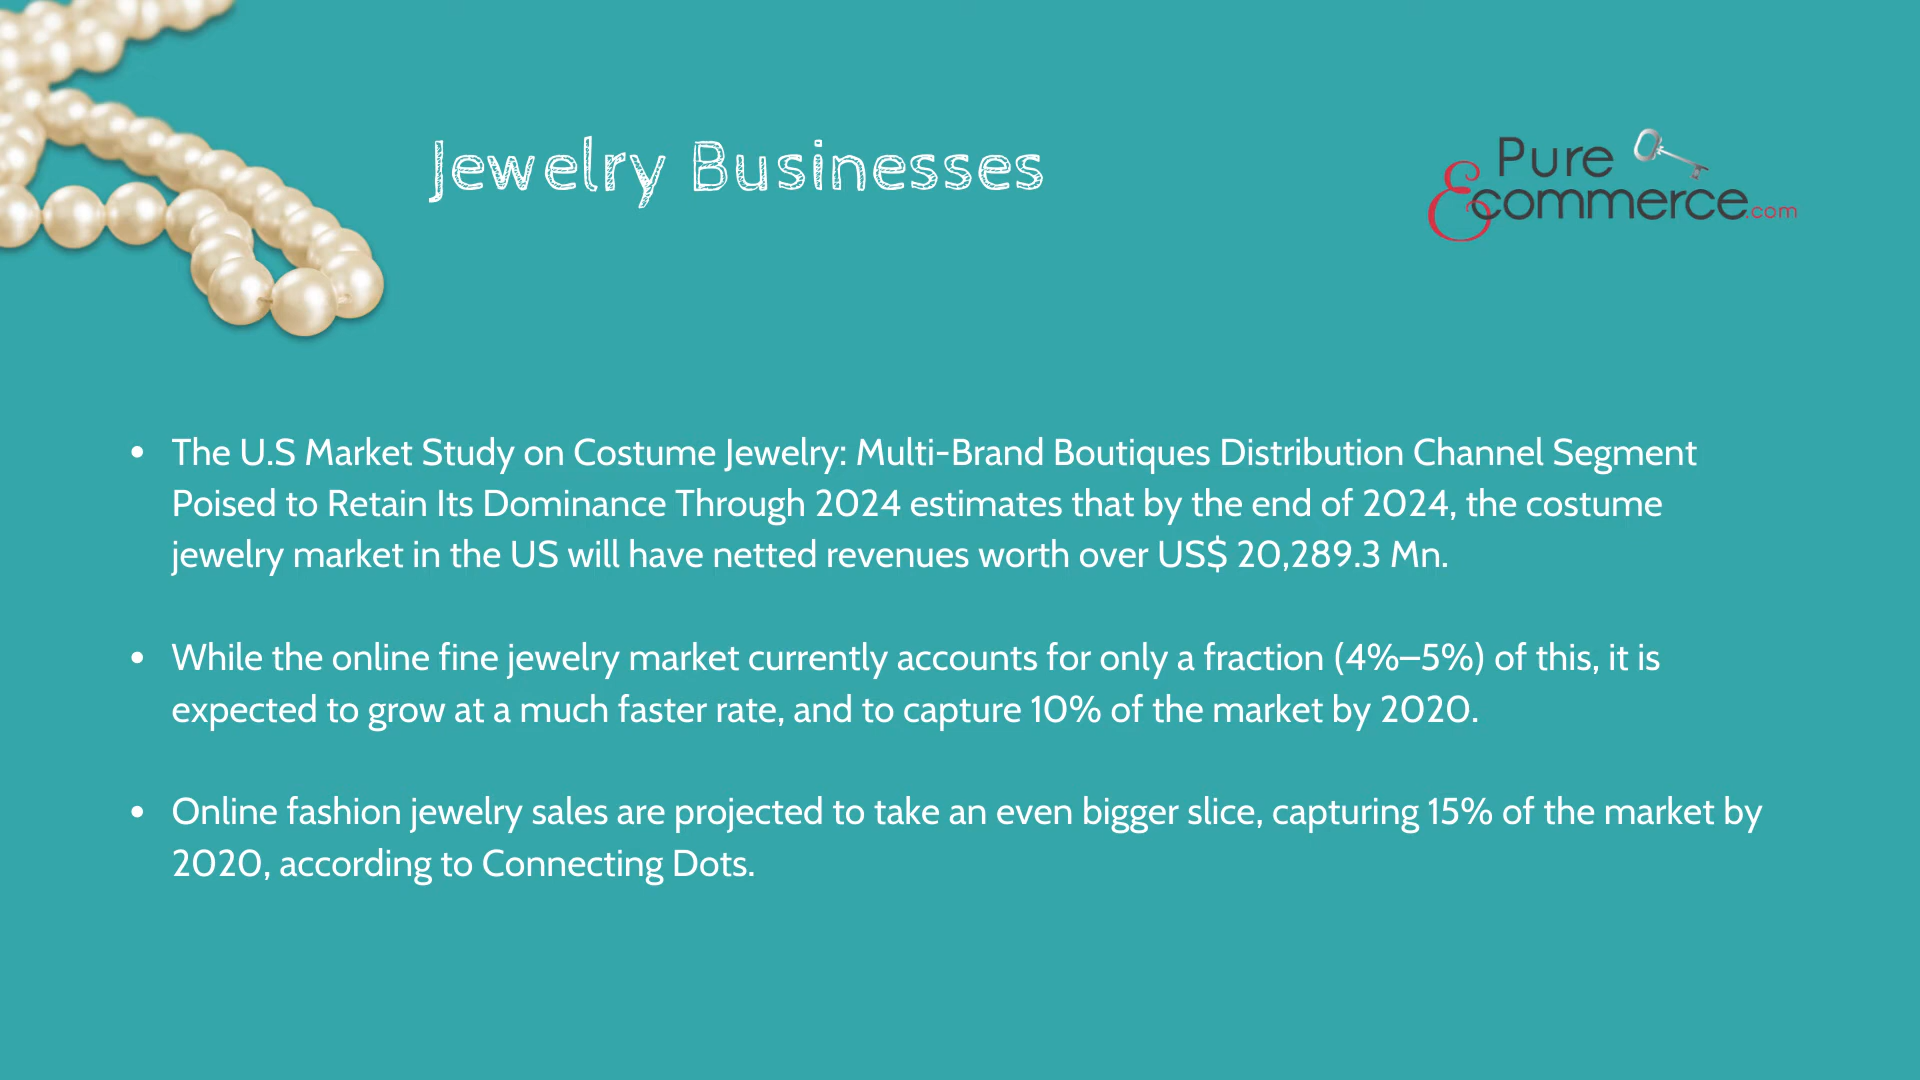 Jewelry Businesses
Pure
Ecommerce.com
• The U.S Market Study on Costume Jewelry: Multi-Brand Boutiques Distribution Channel Segment
Poised to Retain Its Dominance Through 2024 estimates that by the end of 2024, the costume
jewelry market in the US will have netted revenues worth over US$ 20,289.3 Mn.
• While the online fine jewelry market currently accounts for only a fraction (4%–5%) of this, it is
expected to grow at a much faster rate, and to capture 10% of the market by 2020.
• Online fashion jewelry sales are projected to take an even bigger slice, capturing 15% of the market by
2020, according to Connecting Dots.